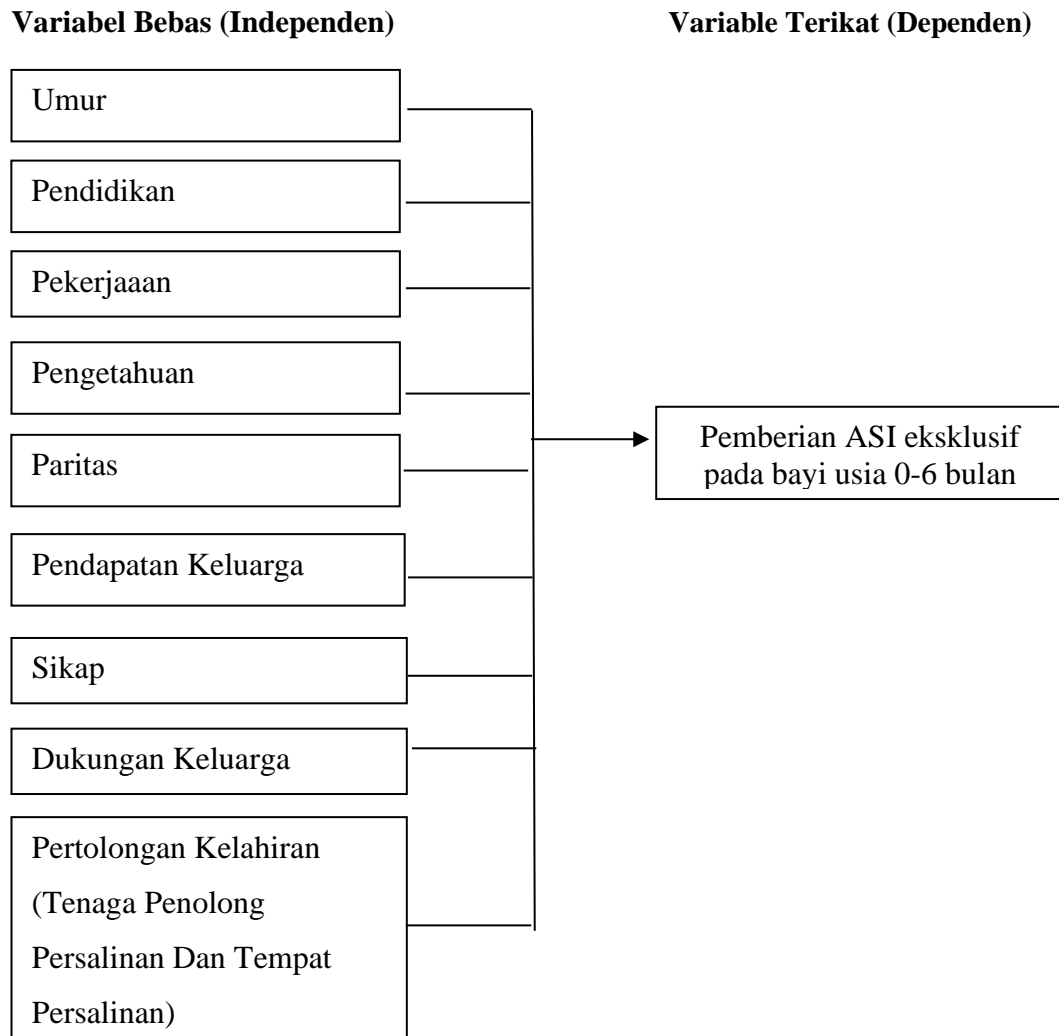 Variabel Bebas (Independen)
Variable Terikat (Dependen)
Umur
Pendidikan
Pekerjaaan
Pengetahuan
Paritas
Pendapatan Keluarga
Sikap
Dukungan Keluarga
Pertolongan Kelahiran
(Tenaga Penolong
Persalinan Dan Tempat
Persalinan)
Pemberian ASI eksklusif
pada bayi usia 0-6 bulan